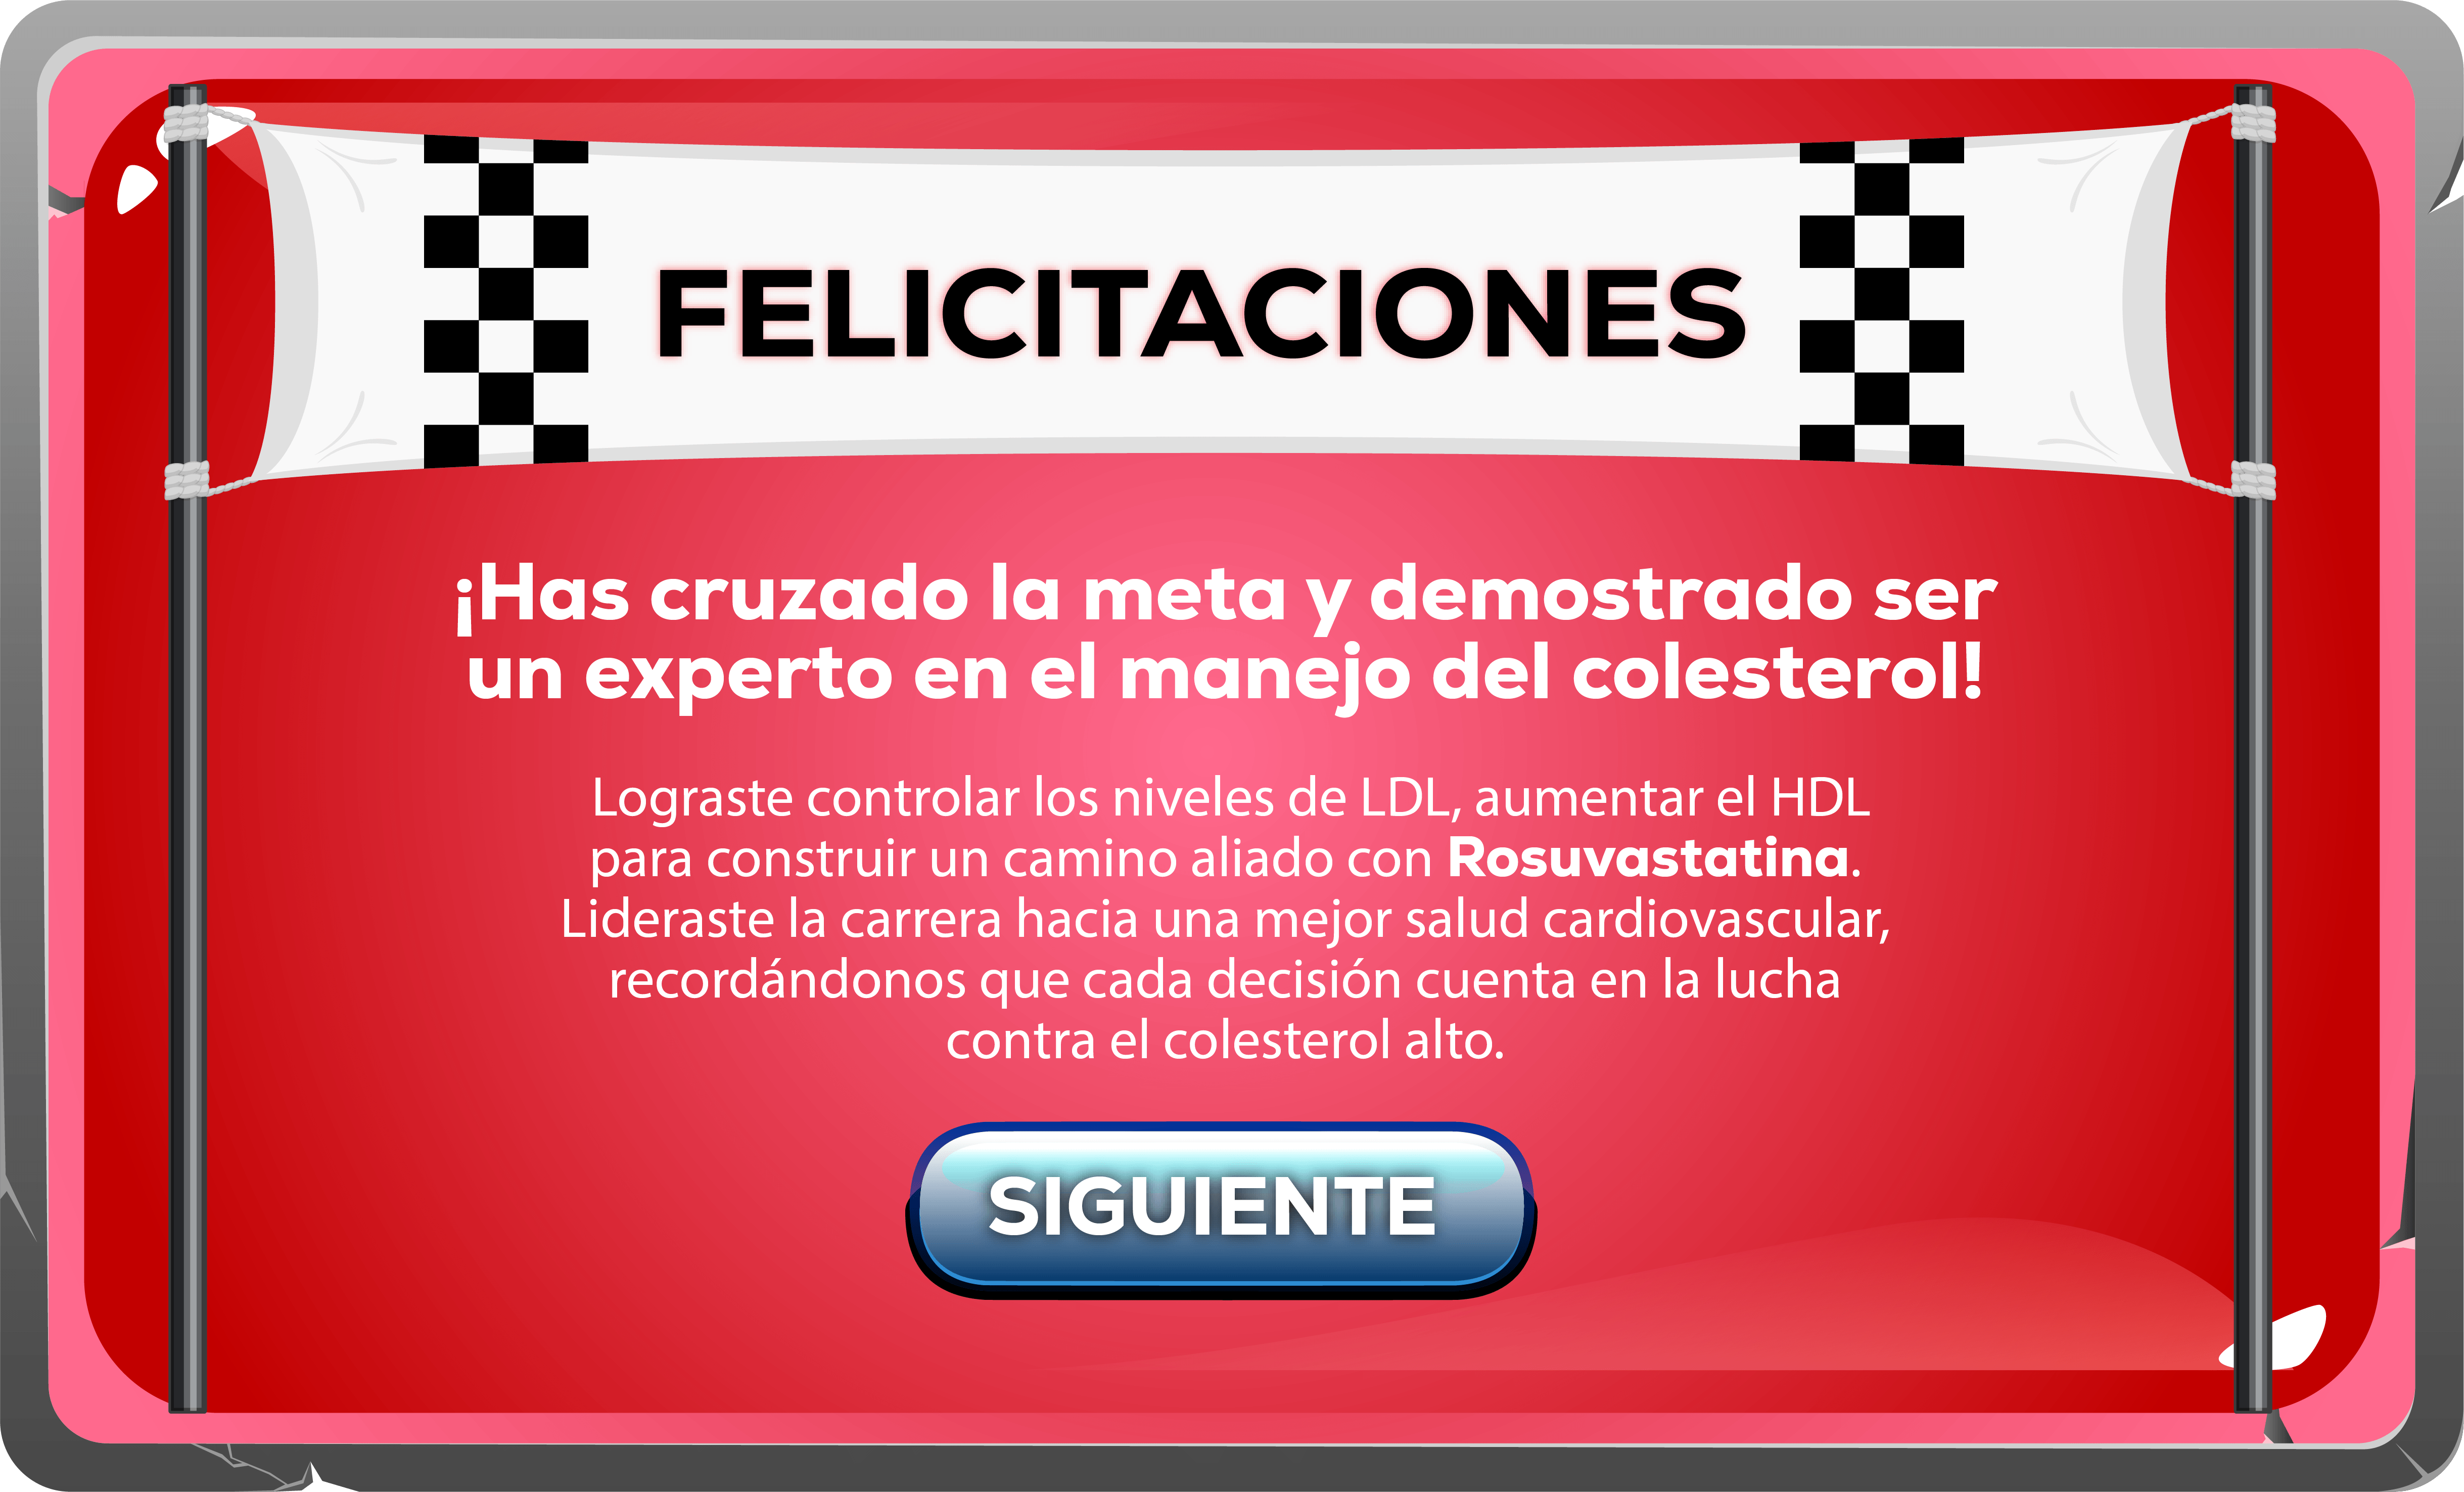 FELICITACIONES
¡Has cruzado la meta y demostrado ser
un experto en el manejo del colesterol!
Lograste controlar los niveles de LDL, aumentar el HDL
para construir un camino aliado con Rosuvastatina.
Lideraste la carrera hacia una mejor salud cardiovascular,
recordándonos que cada decisión cuenta en la lucha
contra el colesterol alto.
SIGUIENTE